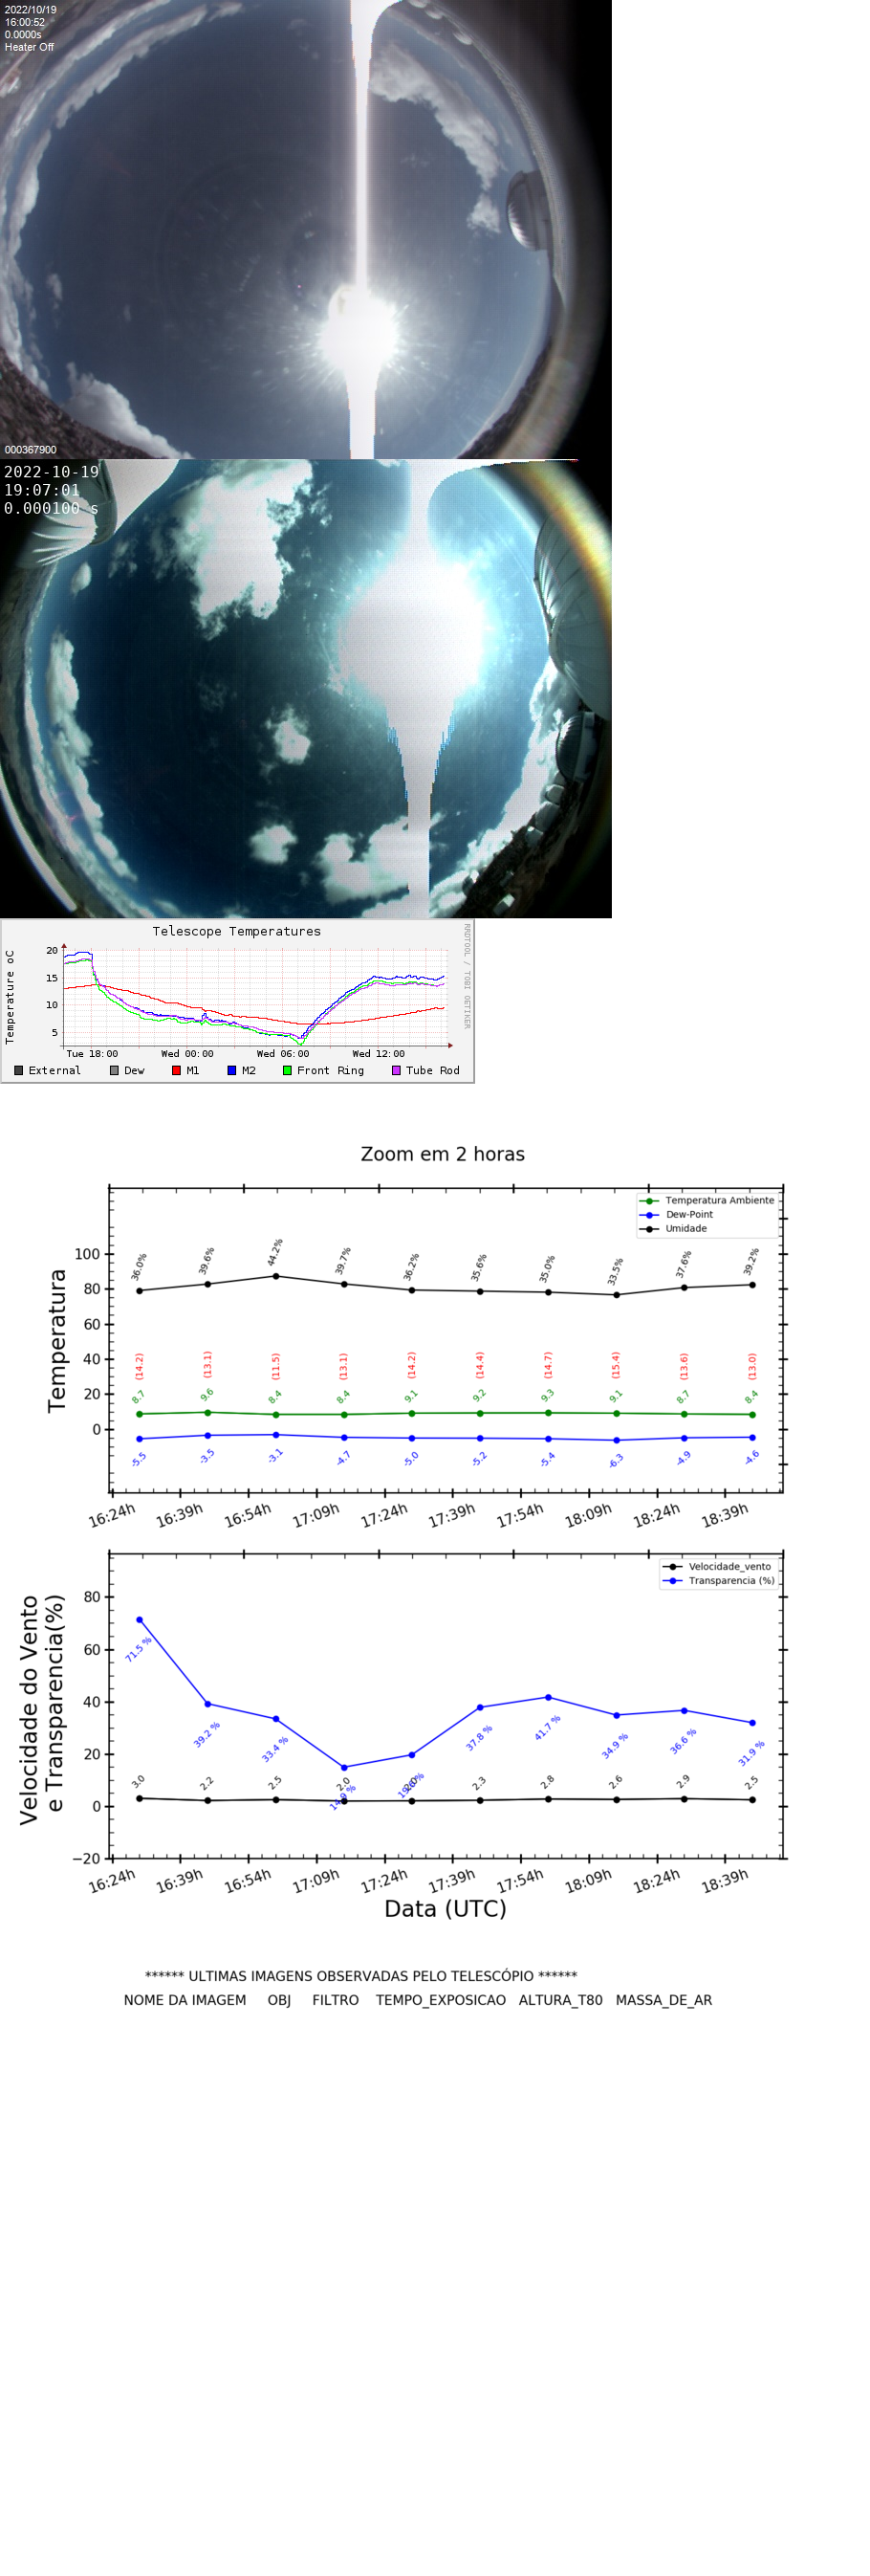 2022/10/19
16:00:52
0.0000s
Heater Off
000367900
2022-10-19
19:07:01
0.000100 s
Telescope Temperatures
RRDTOOL / TOBI OETIKER
Temperature oC
20
15
10
5
Tue 18:00 Wed 00:00 Wed 06:00 Wed 12:00
External Dew M1 M2 Front Ring Tube Rod
Zoom em 2 horas
Temperatura Ambiente
Dew-Point
Umidade
Temperatura
100
80
60
40
20
0
36.0% 39.6% 44.2% 39.7% 36.2% 35.6% 35.0% 33.5% 37.6% 39.2%
(14.2) (13.1) (11.5) (13.1) (14.2) (14.4) (14.7) (15.4) (13.6) (13.0)
8.7 9.6 8.4 8.4 9.1 9.2 9.3 9.1 8.7 8.4
-5.5 -3.5 -3.1 -4.7 -5.0 -5.2 -5.4 -6.3 -4.9 -4.6
16:24h 16:39h 16:54h 17:09h 17:24h 17:39h 17:54h 18:09h 18:24h 18:39h
Velocidade_vento
Transparencia (%)
Velocidade do Vento
e Transparencia(%)
80
60
40
20
0
−20
71.5 % 39.2 % 33.4 % 37.8 % 41.7 % 34.9 % 36.6 % 31.9 %
3.0 2.2 2.5 2.0 2.3 2.8 2.6 2.9 2.5
16:24h 16:39h 16:54h 17:09h 17:24h 17:39h 17:54h 18:09h 18:24h 18:39h
Data (UTC)
****** ULTIMAS IMAGENS OBSERVADAS PELO TELESCÓPIO ******
NOME DA IMAGEM OBJ FILTRO TEMPO_EXPOSICAO ALTURA_T80 MASSA_DE_AR